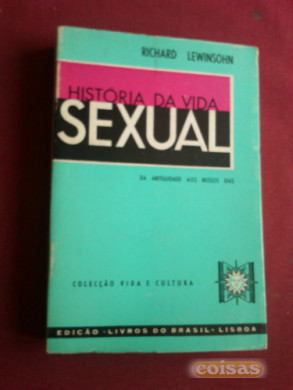 RICHARD LEWINSOHN
HISTÓRIA DA VIDA
SEXUAL
DA ANTIGUIDADE AOS NOSSOS DIAS
COLECÇÃO VIDA E CULTURA
EDIÇÃO - LIVROS DO BRASIL - LISBOA
coisas